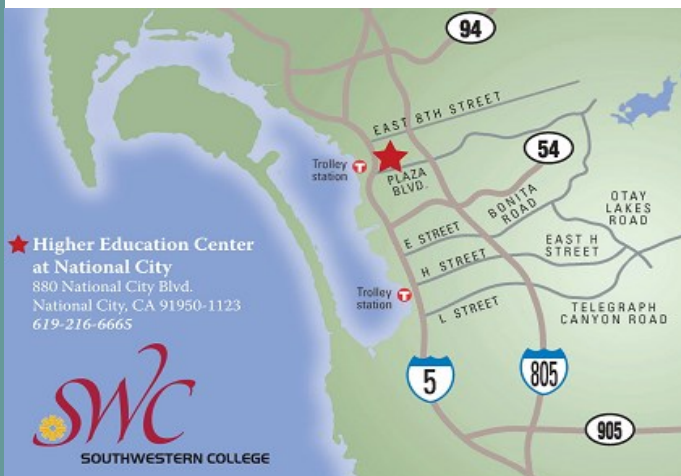 94
EAST 8TH STREET
54
Trolley
station
T
PLAZA
BLVD.
BONITA
ROAD
OTAY
LAKES
ROAD
E STREET
EAST H
STREET
H STREET
Higher Education Center
at National City
880 National City Blvd.
National City, CA 91950-1123
619-216-6665
Trolley
station
T
L STREET
TELEGRAPH
CANYON ROAD
5
805
905
SWC
SOUTHWESTERN COLLEGE